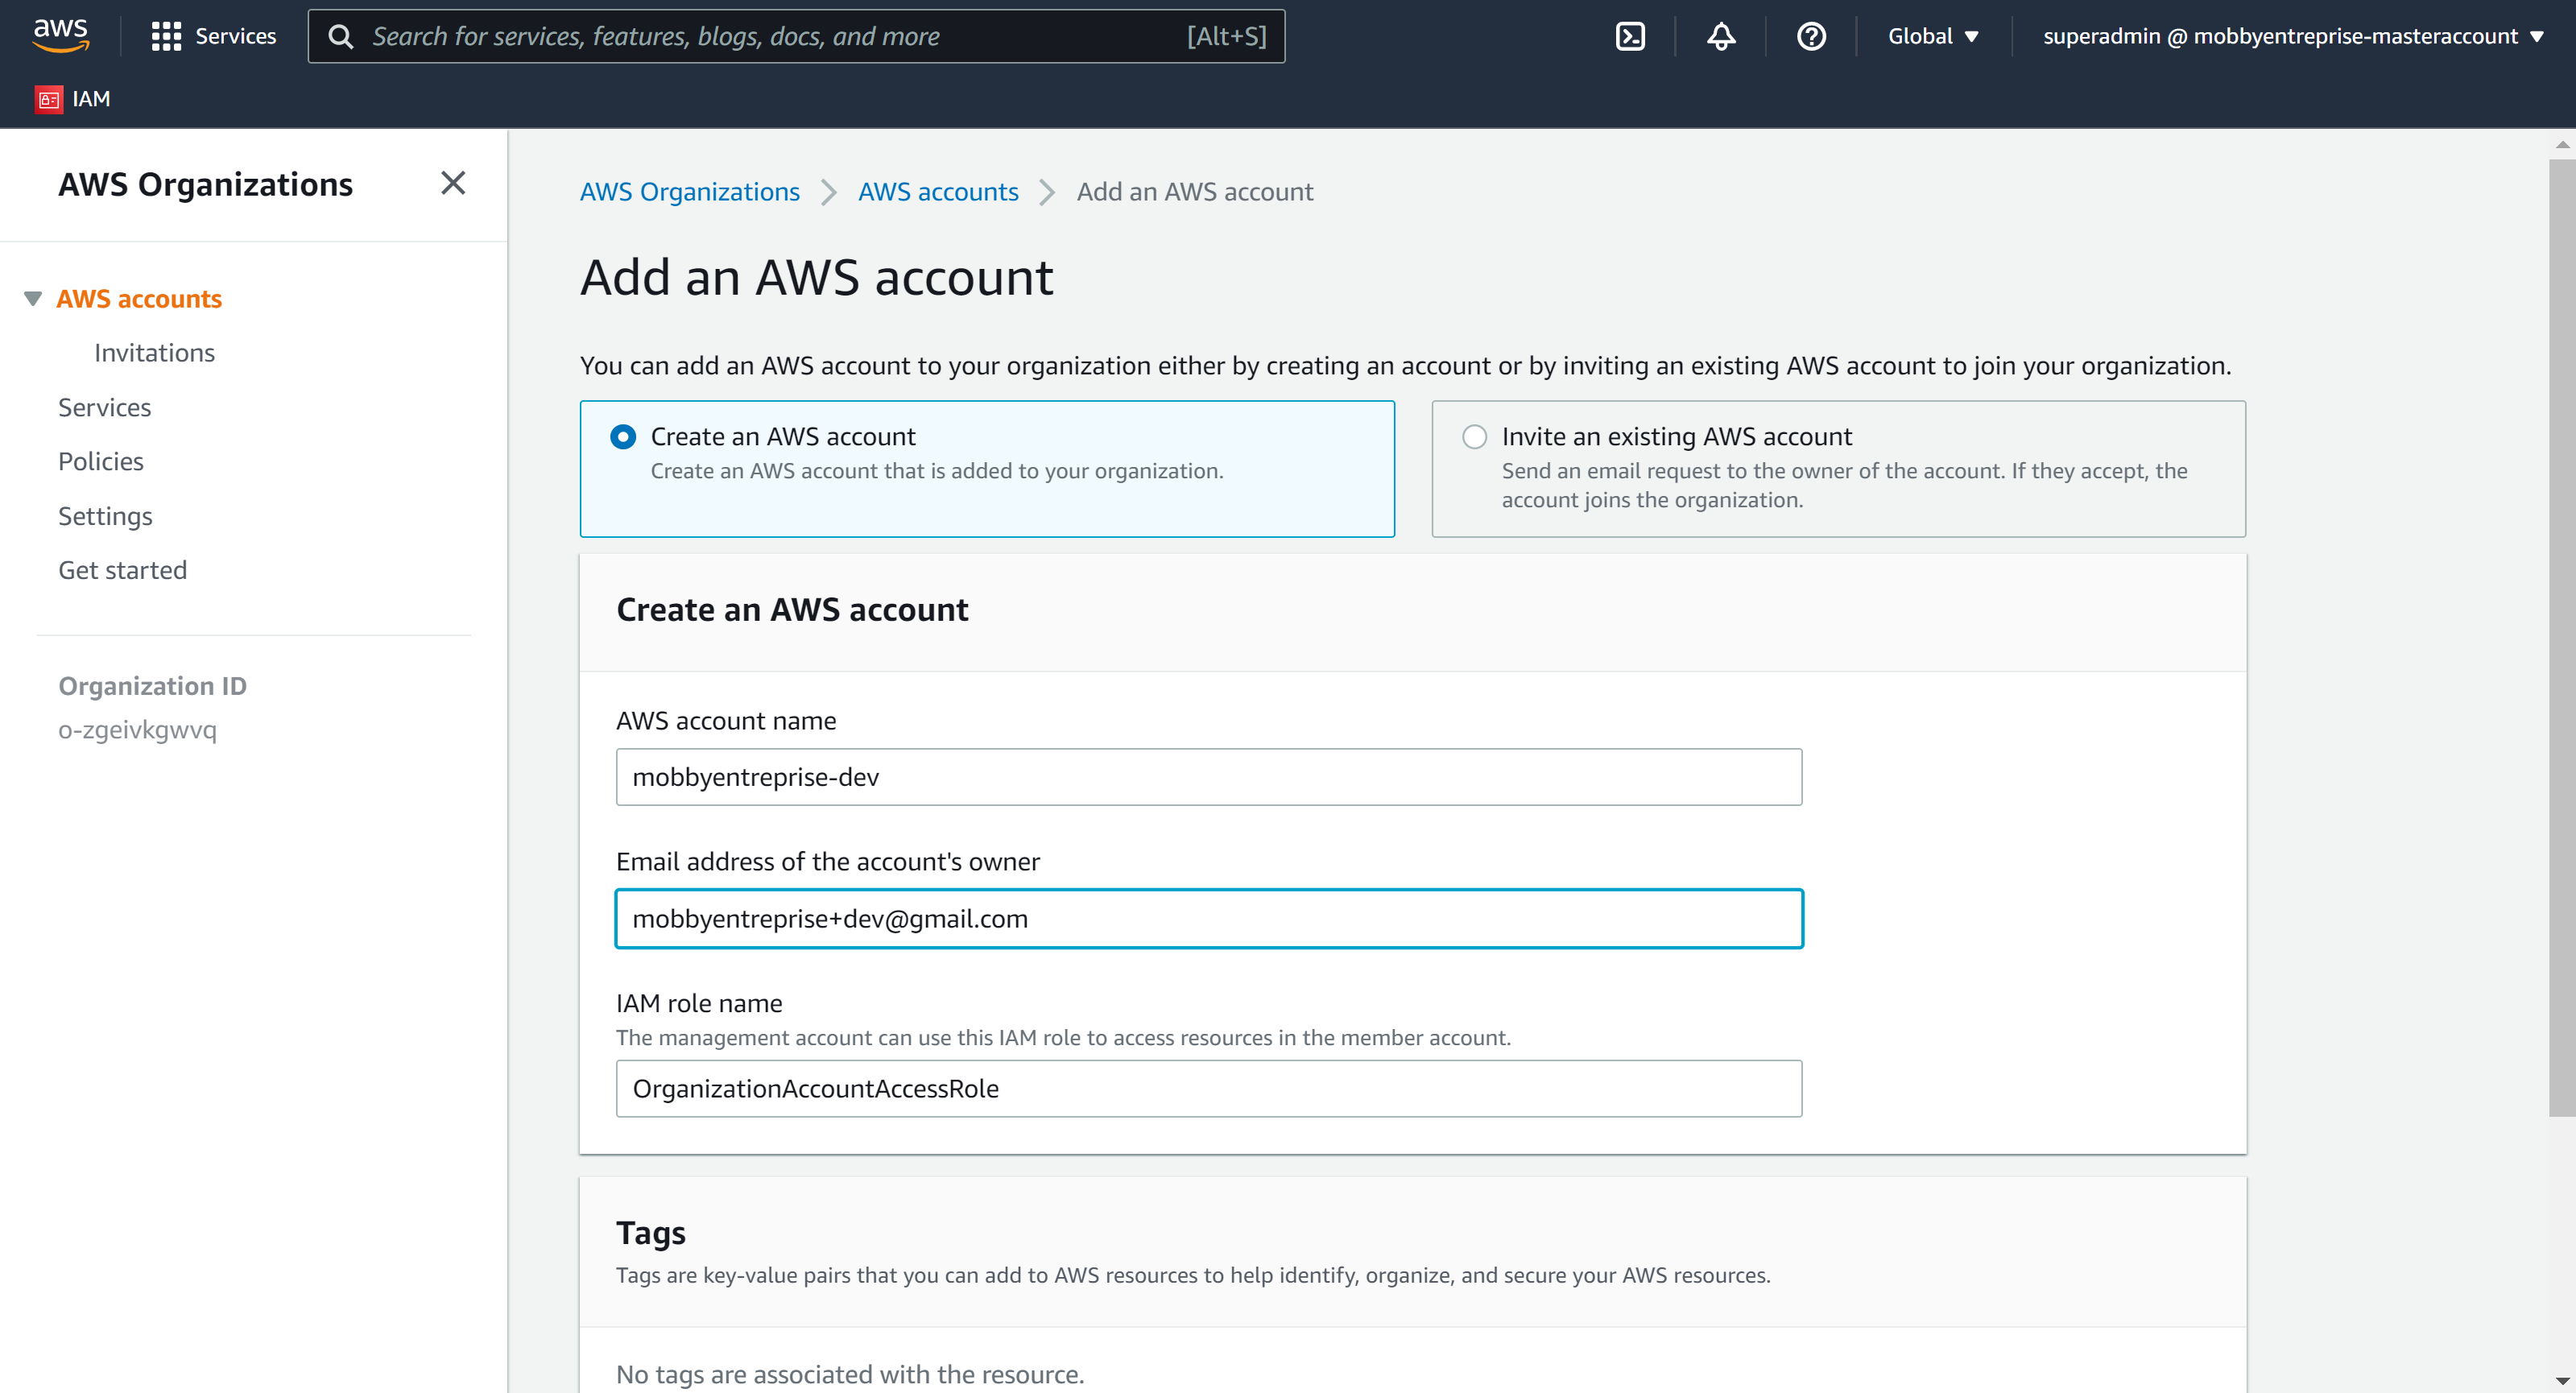 aws
Services
Search for services, features, blogs, docs, and more [Alt+S]
Global
superadmin @ mobbyentreprise-masteraccount
IAM
AWS Organizations
AWS accounts
Invitations
Services
Policies
Settings
Get started
Organization ID
o-zgeivkgwvq
AWS Organizations > AWS accounts > Add an AWS account
Add an AWS account
You can add an AWS account to your organization either by creating an account or by inviting an existing AWS account to join your organization.
Create an AWS account
Create an AWS account that is added to your organization.
Invite an existing AWS account
Send an email request to the owner of the account. If they accept, the
account joins the organization.
Create an AWS account
AWS account name
mobbyentreprise-dev
Email address of the account's owner
mobbyentreprise+dev@gmail.com
IAM role name
The management account can use this IAM role to access resources in the member account.
OrganizationAccountAccessRole
Tags
Tags are key-value pairs that you can add to AWS resources to help identify, organize, and secure your AWS resources.
No tags are associated with the resource.